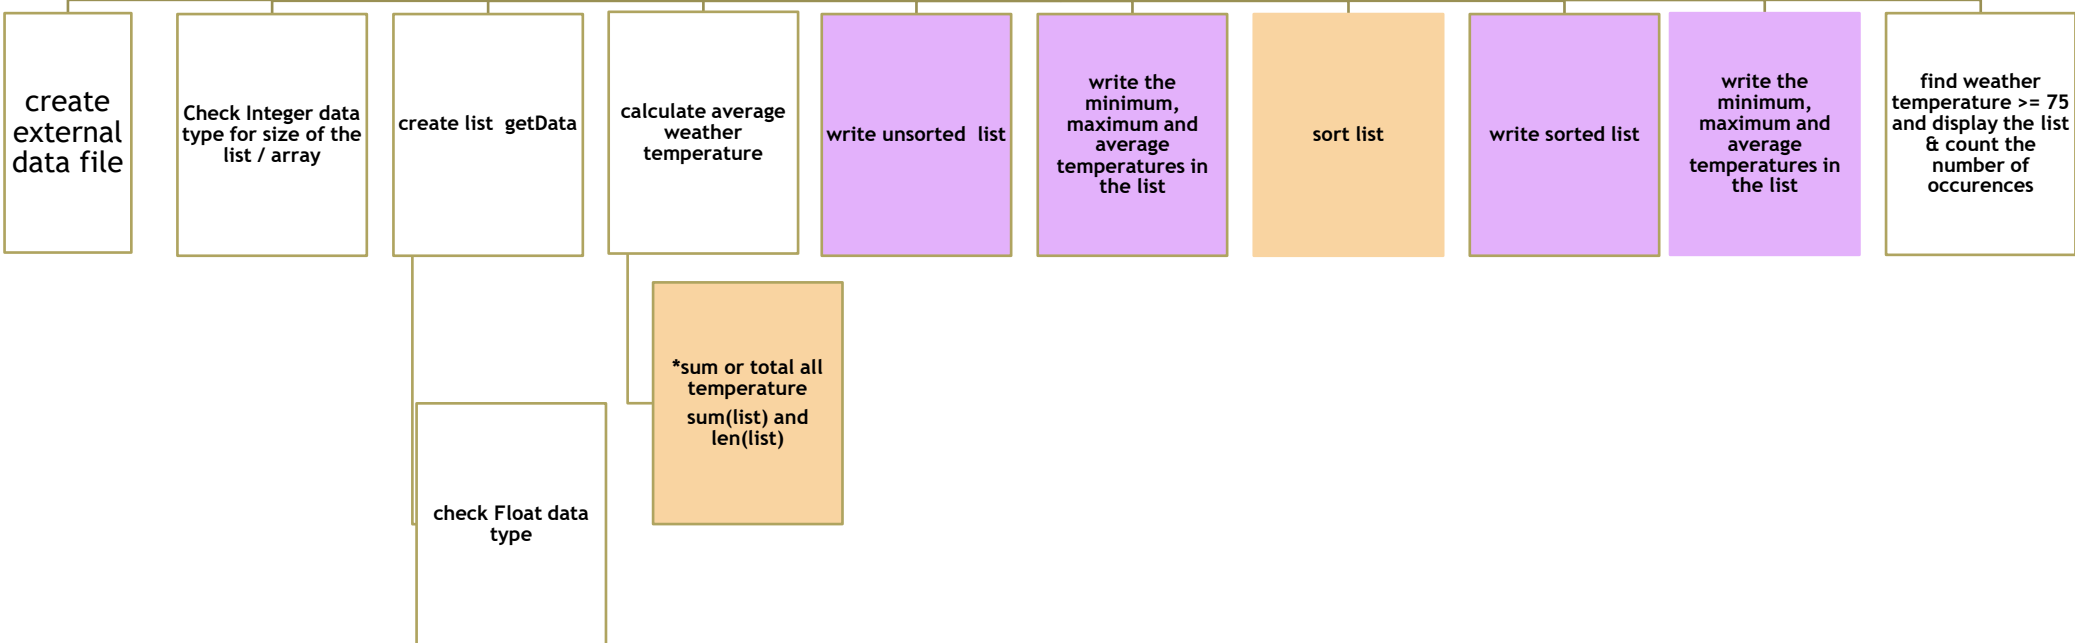 create
external
data file
Check Integer data
type for size of the
list / array
create list  getData
calculate average
weather
temperature
write unsorted  list
write the
minimum,
maximum and
average
temperatures in
the list
sort list
write sorted list
write the
minimum,
maximum and
average
temperatures in
the list
find weather
temperature >= 75
and display the list
& count the
number of
occurences
*sum or total all
temperature
sum(list) and
len(list)
check Float data
type